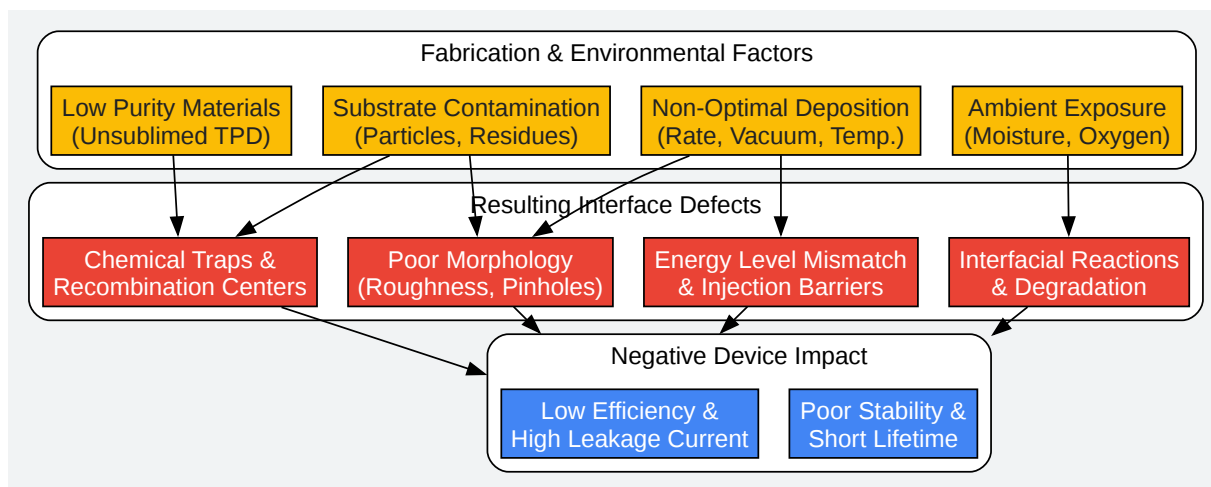 Fabrication & Environmental Factors
Low Purity Materials
(Unsublimed TPD)
Substrate Contamination
(Particles, Residues)
Non-Optimal Deposition
(Rate, Vacuum, Temp.)
Ambient Exposure
(Moisture, Oxygen)
Resulting Interface Defects
Chemical Traps &
Recombination Centers
Poor Morphology
(Roughness, Pinholes)
Energy Level Mismatch
& Injection Barriers
Interfacial Reactions
& Degradation
Negative Device Impact
Low Efficiency &
High Leakage Current
Poor Stability &
Short Lifetime